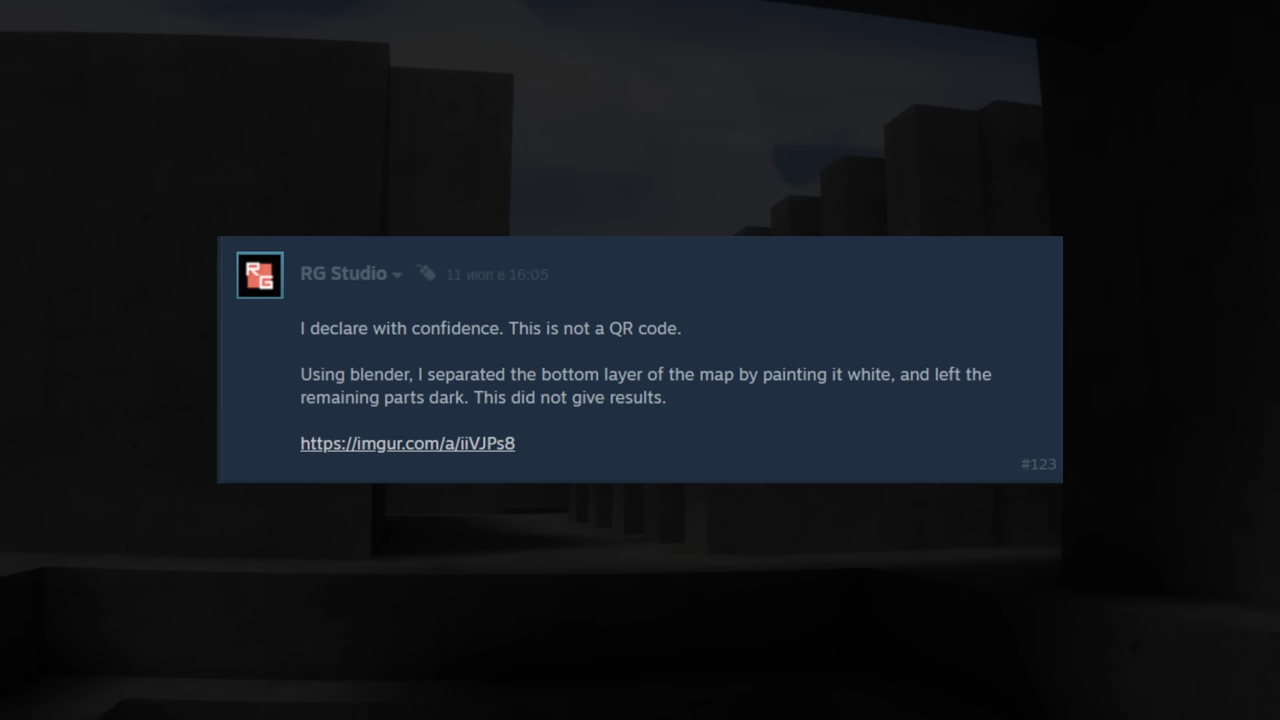 RG
RG Studio
11 июл в 16:05
I declare with confidence. This is not a QR code.
Using blender, I separated the bottom layer of the map by painting it white, and left the
remaining parts dark. This did not give results.
https://imgur.com/a/iiVJPs8
#123